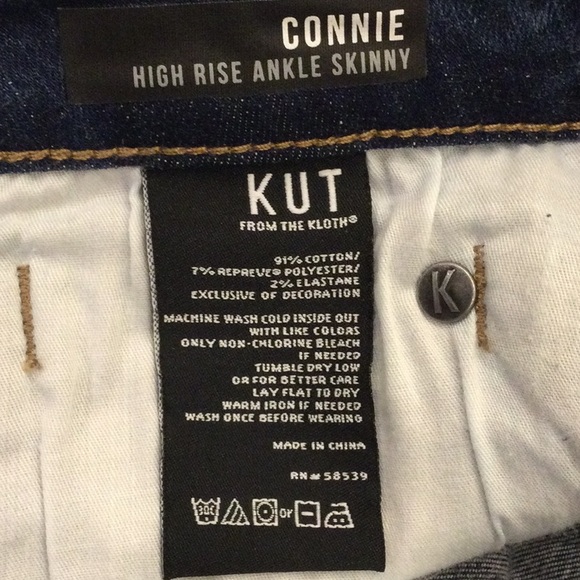 CONNIE
HIGH RISE ANKLE SKINNY
KUT
FROM THE KLOTH®
91% COTTON/
7% REPREVE® POLYESTER/
2% ELASTANE
EXCLUSIVE OF DECORATION
MACHINE WASH COLD INSIDE OUT
WITH LIKE COLORS
ONLY NON-CHLORINE BLEACH
IF NEEDED
TUMBLE DRY LOW
OR FOR BETTER CARE
LAY FLAT TO DRY
WARM IRON IF NEEDED
WASH ONCE BEFORE WEARING
MADE IN CHINA
RN# 58539
30C or
K